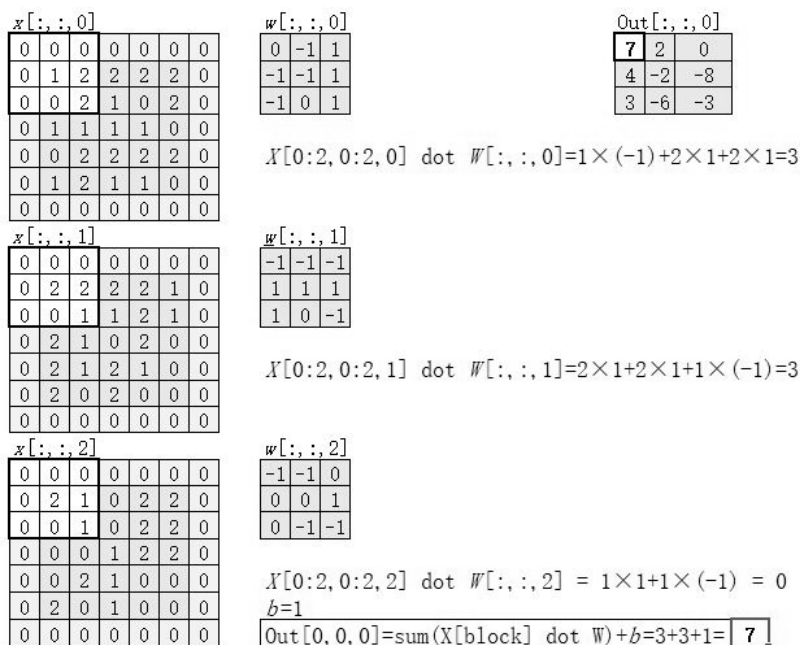 x[:,:,0] w[:,:,0] Out[:,:,0]
0 0 0 0 0 0 0 0 -1 1 7 2 0
0 1 2 2 2 2 0 -1 -1 1 4 -2 -8
0 0 2 1 0 2 0 -1 0 1 3 -6 -3
0 1 1 1 1 0 0
X[0:2,0:2,0] dot W[:,:,0]=1×(-1)+2×1+2×1=3
0 0 2 2 2 2 0
0 1 2 1 1 0 0
0 0 0 0 0 0 0
x[:,:,1] w[:,:,1]
0 0 0 0 0 0 0 -1 -1 -1
0 2 2 2 2 1 0 1 1 1
0 0 1 1 2 1 0 1 0 -1
0 2 1 0 2 0 0
0 2 1 2 1 0 0 X[0:2,0:2,1] dot W[:,:,1]=2×1+2×1+1×(-1)=3
0 2 0 2 0 0 0
0 0 0 0 0 0 0
x[:,:,2] w[:,:,2]
0 0 0 0 0 0 0 -1 -1 0
0 2 1 0 2 2 0 0 0 1
0 0 1 0 2 2 0 0 -1 -1
0 0 0 1 2 2 0
0 0 2 1 0 0 0 X[0:2,0:2,2] dot W[:,:,2] = 1×1+1×(-1) = 0
0 2 0 1 0 0 0 b=1
0 0 0 0 0 0 0 Out[0,0,0]=sum(X[block] dot W)+b=3+3+1= 7